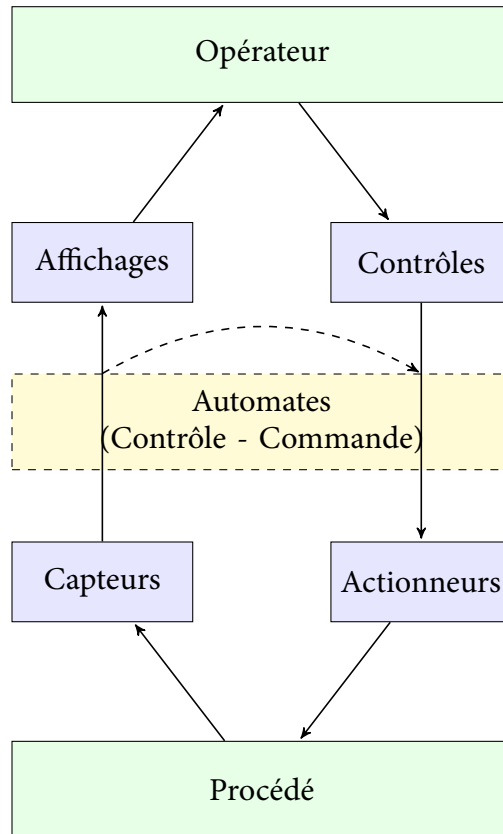 Opérateur
Affichages
Contrôles
Automates
(Contrôle - Commande)
Capteurs
Actionneurs
Procédé